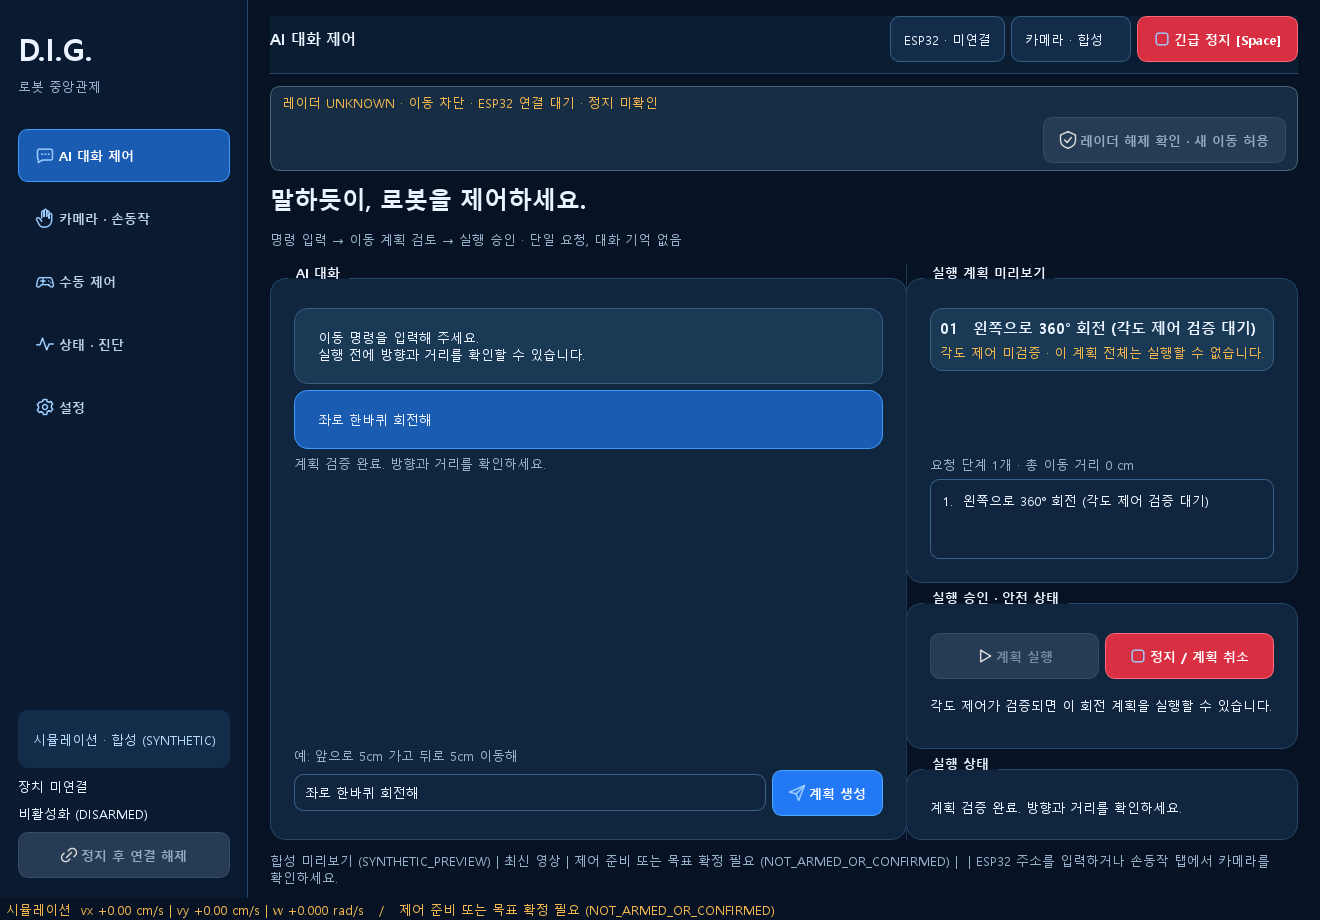 D.I.G.
로봇 중앙관제
AI 대화 제어
카메라 · 손동작
수동 제어
상태 · 진단
설정
시뮬레이션 · 합성 (SYNTHETIC)
장치 미연결
비활성화 (DISARMED)
정지 후 연결 해제
AI 대화 제어
ESP32 · 미연결
카메라 · 합성
긴급 정지 [Space]
레이더 UNKNOWN · 이동 차단 · ESP32 연결 대기 · 정지 미확인
레이더 해제 확인 · 새 이동 허용
말하듯이, 로봇을 제어하세요.
명령 입력 → 이동 계획 검토 → 실행 승인 · 단일 요청, 대화 기억 없음
AI 대화
이동 명령을 입력해 주세요.
실행 전에 방향과 거리를 확인할 수 있습니다.
좌로 한바퀴 회전해
계획 검증 완료. 방향과 거리를 확인하세요.
예: 앞으로 5cm 가고 뒤로 5cm 이동해
좌로 한바퀴 회전해
계획 생성
실행 계획 미리보기
01 왼쪽으로 360° 회전 (각도 제어 검증 대기)
각도 제어 미검증 · 이 계획 전체는 실행할 수 없습니다.
요청 단계 1개 · 총 이동 거리 0 cm
1. 왼쪽으로 360° 회전 (각도 제어 검증 대기)
실행 승인 · 안전 상태
계획 실행
정지 / 계획 취소
각도 제어가 검증되면 이 회전 계획을 실행할 수 있습니다.
실행 상태
계획 검증 완료. 방향과 거리를 확인하세요.
합성 미리보기 (SYNTHETIC_PREVIEW) | 최신 영상 | 제어 준비 또는 목표 확정 필요 (NOT_ARMED_OR_CONFIRMED) | | ESP32 주소를 입력하거나 손동작 탭에서 카메라를
확인하세요.
시뮬레이션 vx +0.00 cm/s | vy +0.00 cm/s | w +0.000 rad/s / 제어 준비 또는 목표 확정 필요 (NOT_ARMED_OR_CONFIRMED)